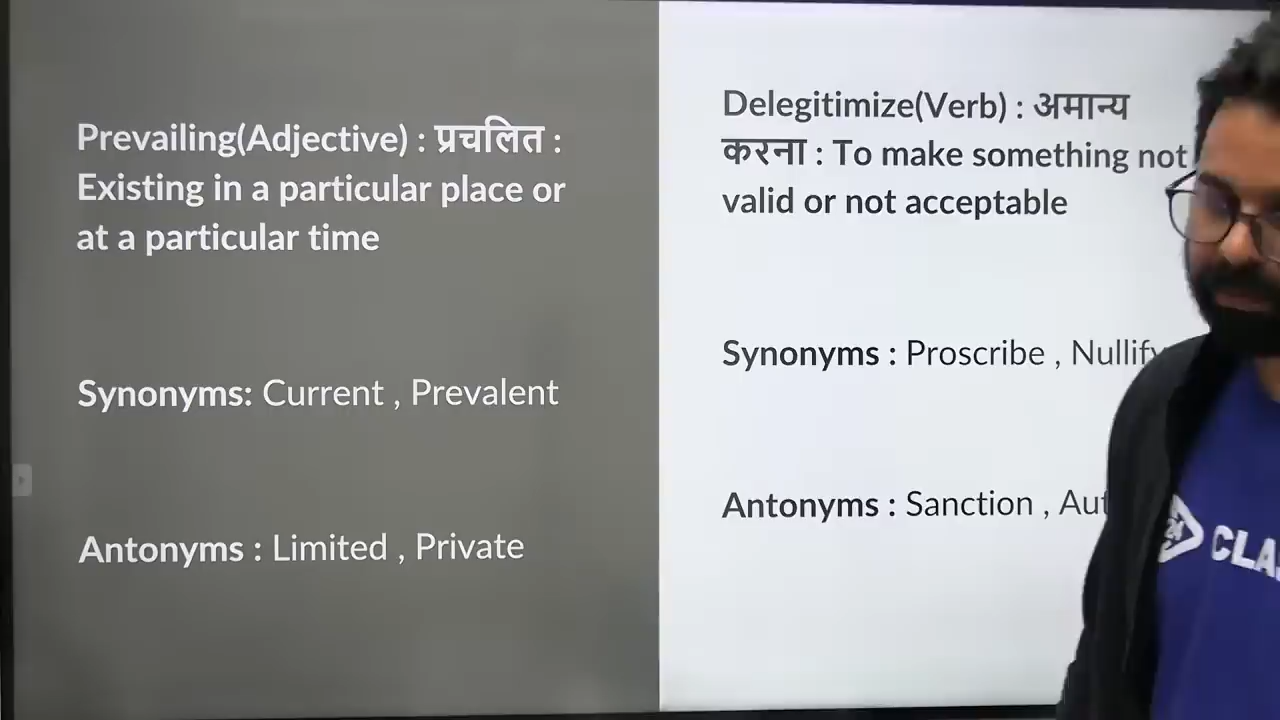 Prevailing(Adjective) : प्रचलित :
Existing in a particular place or
at a particular time
Synonyms: Current , Prevalent
Antonyms : Limited , Private
Delegitimize(Verb) : अमान्य
करना : To make something not
valid or not acceptable
Synonyms : Proscribe , Nullify
Antonyms : Sanction ,